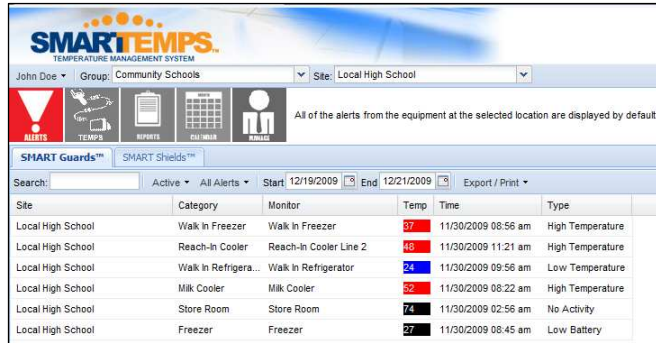 SMARTTEMPS.
TEMPERATURE MANAGEMENT SYSTEM
John Doe Group: Community Schools Site: Local High School
ALERTS TEMPS REPORTS CALENDAR MANAGE All of the alerts from the equipment at the selected location are displayed by default
SMART Guards™ SMART Shields™
Search: Active All Alerts Start 12/19/2009 End 12/21/2009 Export / Print
Site Category Monitor Temp Time Type
Local High School Walk In Freezer Walk In Freezer 37 11/30/2009 08:56 am High Temperature
Local High School Reach-In Cooler Reach-In Cooler Line 2 48 11/30/2009 11:21 am High Temperature
Local High School Walk In Refrigera... Walk In Refrigerator 24 11/30/2009 09:56 am Low Temperature
Local High School Milk Cooler Milk Cooler 52 11/30/2009 08:22 am High Temperature
Local High School Store Room Store Room 74 11/30/2009 02:56 am No Activity
Local High School Freezer Freezer 27 11/30/2009 08:45 am Low Battery